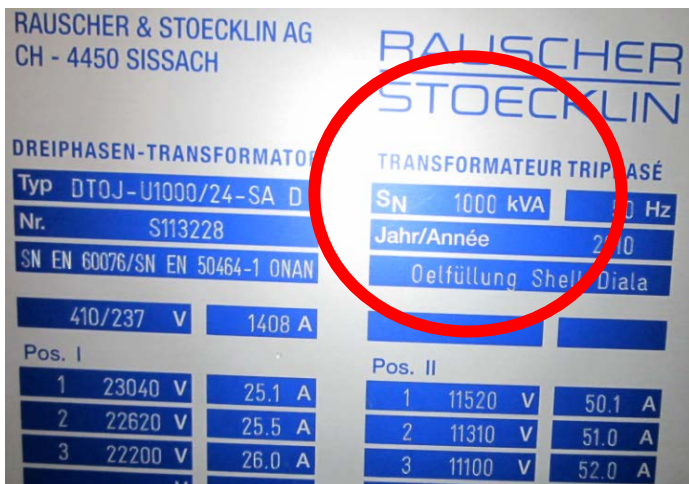 RAUSCHER & STOECKLIN AG
CH - 4450 SISSACH
RAUSCHER
STOECKLIN
DREIPHASEN-TRANSFORMATOR
Typ DTOJ-U1000/24-SA D
Nr. S113228
SN EN 60076/SN EN 50464-1 ONAN
TRANSFORMATEUR TRIPHASÉ
SN 1000 kVA 50 Hz
Jahr/Année 2010
Oelfüllung Shell Diala
410/237 V 1408 A
Pos. I
1 23040 V 25.1 A
2 22620 V 25.5 A
3 22200 V 26.0 A
Pos. II
1 11520 V 50.1 A
2 11310 V 51.0 A
3 11100 V 52.0 A